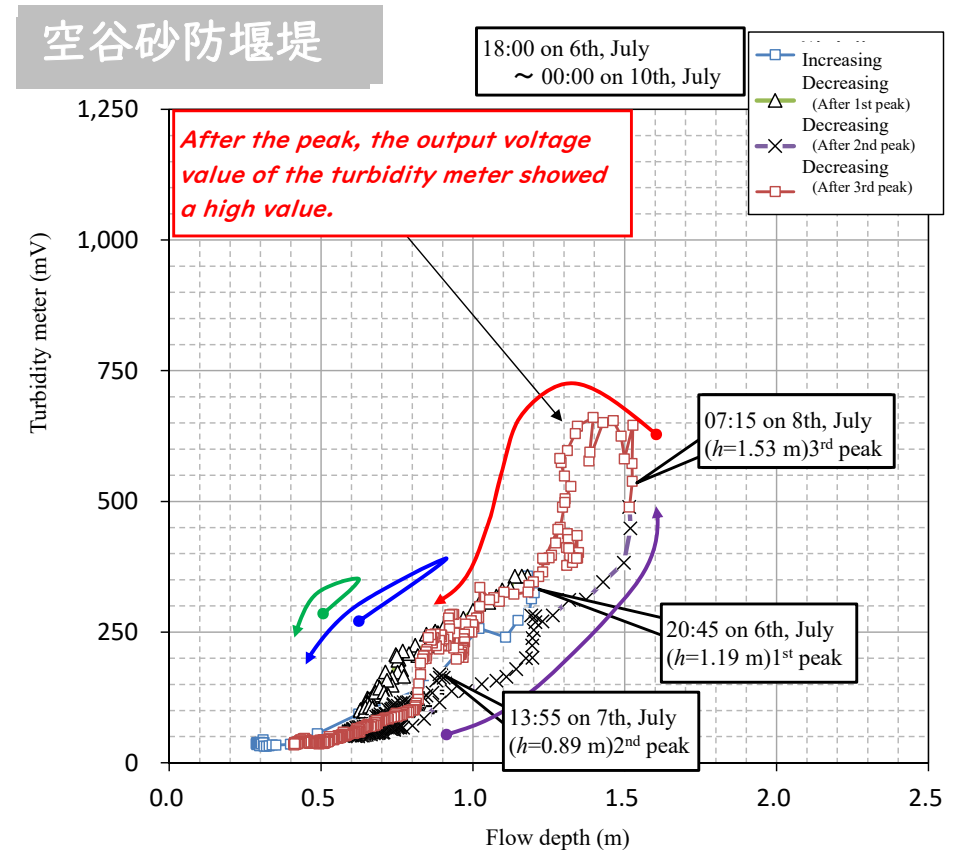 空谷砂防堰堤
18:00 on 6th, July
~ 00:00 on 10th, July
Increasing
Decreasing
(After 1st peak)
Decreasing
(After 2nd peak)
Decreasing
(After 3rd peak)
After the peak, the output voltage
value of the turbidity meter showed
a high value.
Turbidity meter (mV)
1,250
1,000
750
500
250
0
07:15 on 8th, July
(h=1.53 m)3rd peak
20:45 on 6th, July
(h=1.19 m)1st peak
13:55 on 7th, July
(h=0.89 m)2nd peak
0.0 0.5 1.0 1.5 2.0 2.5
Flow depth (m)